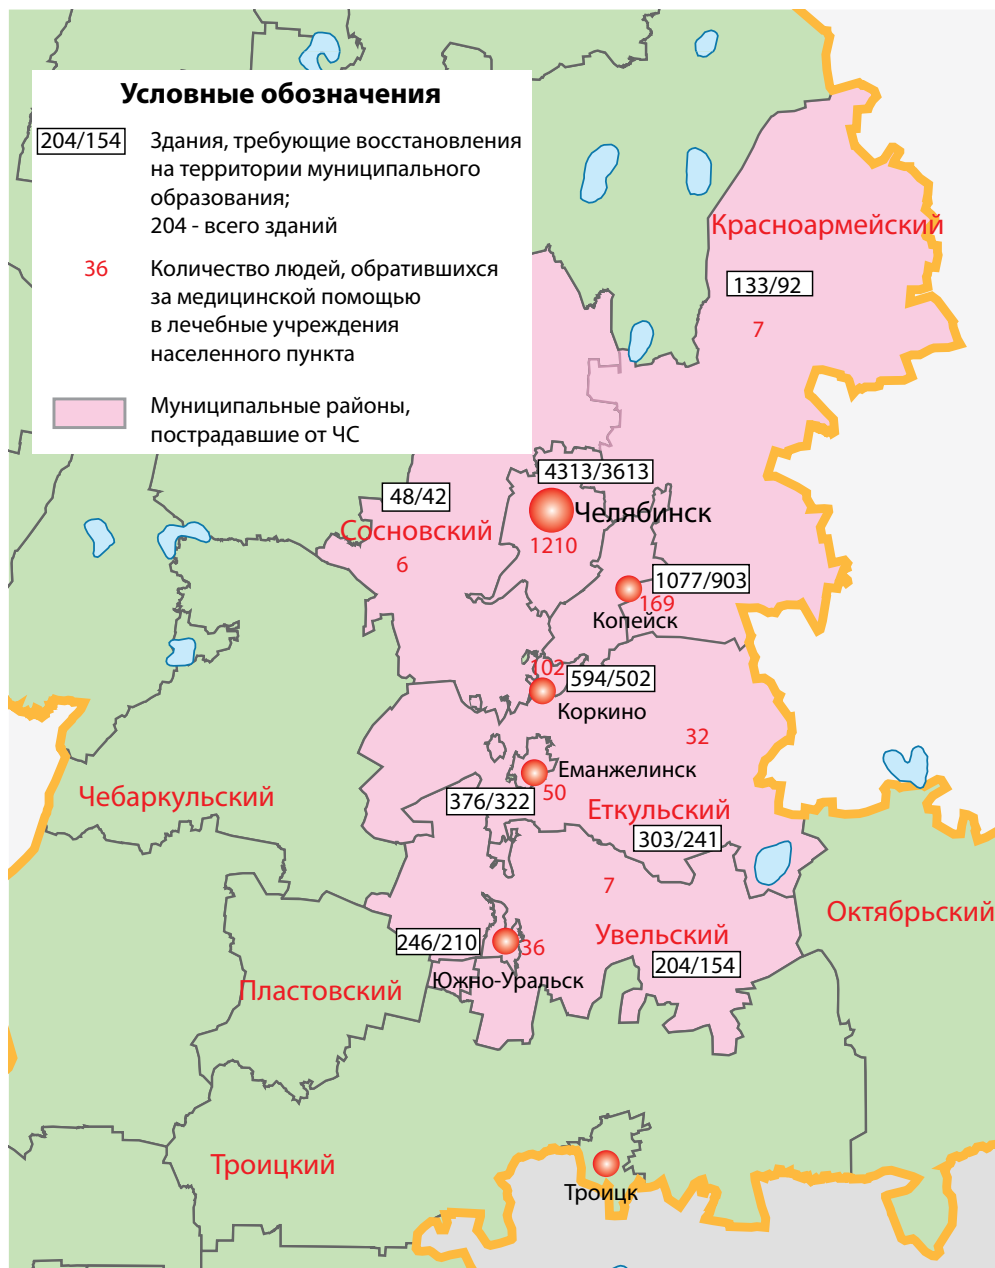 Условные обозначения
204/154
Здания, требующие восстановления
на территории муниципального
образования;
204 - всего зданий
36
Количество людей, обратившихся
за медицинской помощью
в лечебные учреждения
населенного пункта
Муниципальные районы,
пострадавшие от ЧС
Красноармейский
133/92
7
4313/3613
48/42
Челябинск
Сосновский
1210
6
1077/903
169
Копейск
102
594/502
Коркино
32
Еманжелинск
50
376/322
Чебаркульский
Еткульский
303/241
7
Октябрьский
Увельский
246/210
36
204/154
Южно-Уральск
Пластовский
Троицкий
Троицк